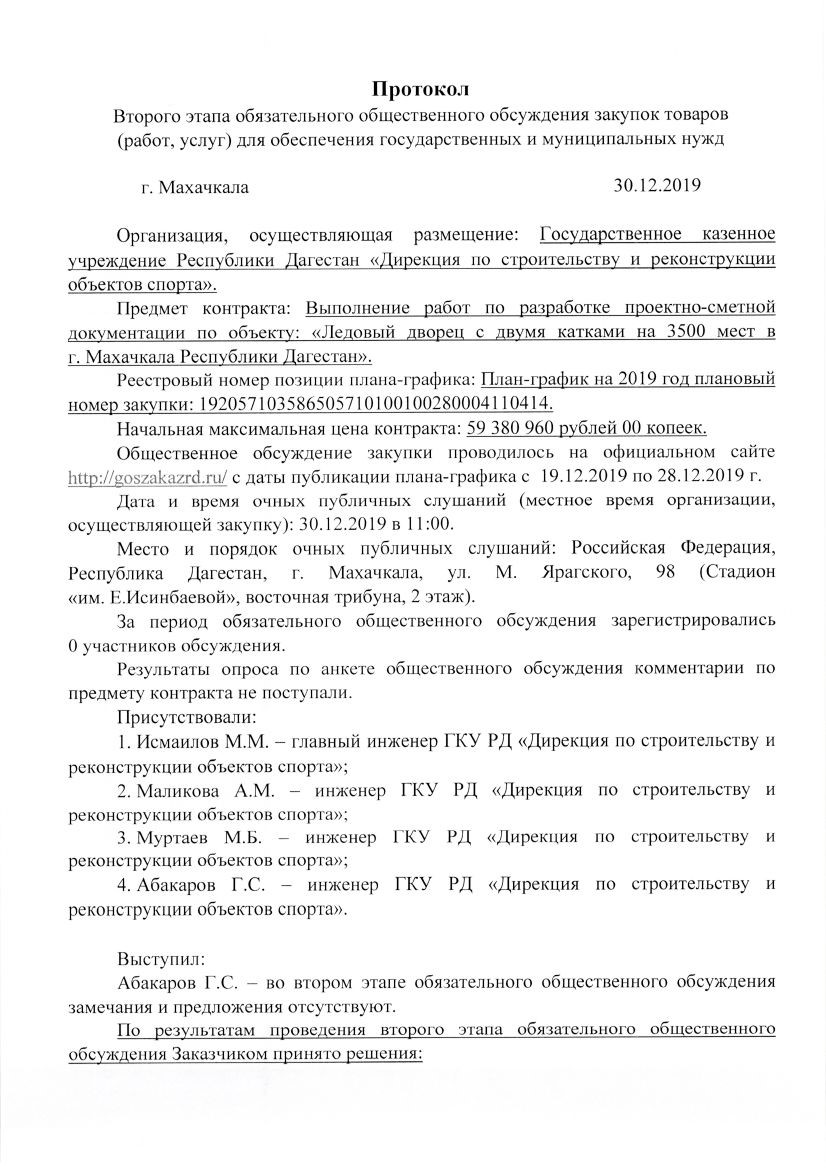 Протокол
Второго этапа обязательного общественного обсуждения закупок товаров
(работ, услуг) для обеспечения государственных и муниципальных нужд
г. Махачкала 30.12.2019
Организация, осуществляющая размещение: Государственное казенное
учреждение Республики Дагестан «Дирекция по строительству и реконструкции
объектов спорта».
Предмет контракта: Выполнение работ по разработке проектно-сметной
документации по объекту: «Ледовый дворец с двумя катками на 3500 мест в
г. Махачкала Республики Дагестан».
Реестровый номер позиции плана-графика: План-график на 2019 год плановый
номер закупки: 192057103586505710100100280004110414.
Начальная максимальная цена контракта: 59 380 960 рублей 00 копеек.
Общественное обсуждение закупки проводилось на официальном сайте
http://goszakazrd.ru/ с даты публикации плана-графика с 19.12.2019 по 28.12.2019 г.
Дата и время очных публичных слушаний (местное время организации,
осуществляющей закупку): 30.12.2019 в 11:00.
Место и порядок очных публичных слушаний: Российская Федерация,
Республика Дагестан, г. Махачкала, ул. М. Ярагского, 98 (Стадион
«им. Е.Исинбаевой», восточная трибуна, 2 этаж).
За период обязательного общественного обсуждения зарегистрировались
0 участников обсуждения.
Результаты опроса по анкете общественного обсуждения комментарии по
предмету контракта не поступали.
Присутствовали:
1. Исмаилов М.М. – главный инженер ГКУ РД «Дирекция по строительству и
реконструкции объектов спорта»;
2. Маликова А.М. – инженер ГКУ РД «Дирекция по строительству и
реконструкции объектов спорта»;
3. Муртаев М.Б. – инженер ГКУ РД «Дирекция по строительству и
реконструкции объектов спорта»;
4. Абакаров Г.С. – инженер ГКУ РД «Дирекция по строительству и
реконструкции объектов спорта».
Выступил:
Абакаров Г.С. – во втором этапе обязательного общественного обсуждения
замечания и предложения отсутствуют.
По результатам проведения второго этапа обязательного общественного
обсуждения Заказчиком принято решения: